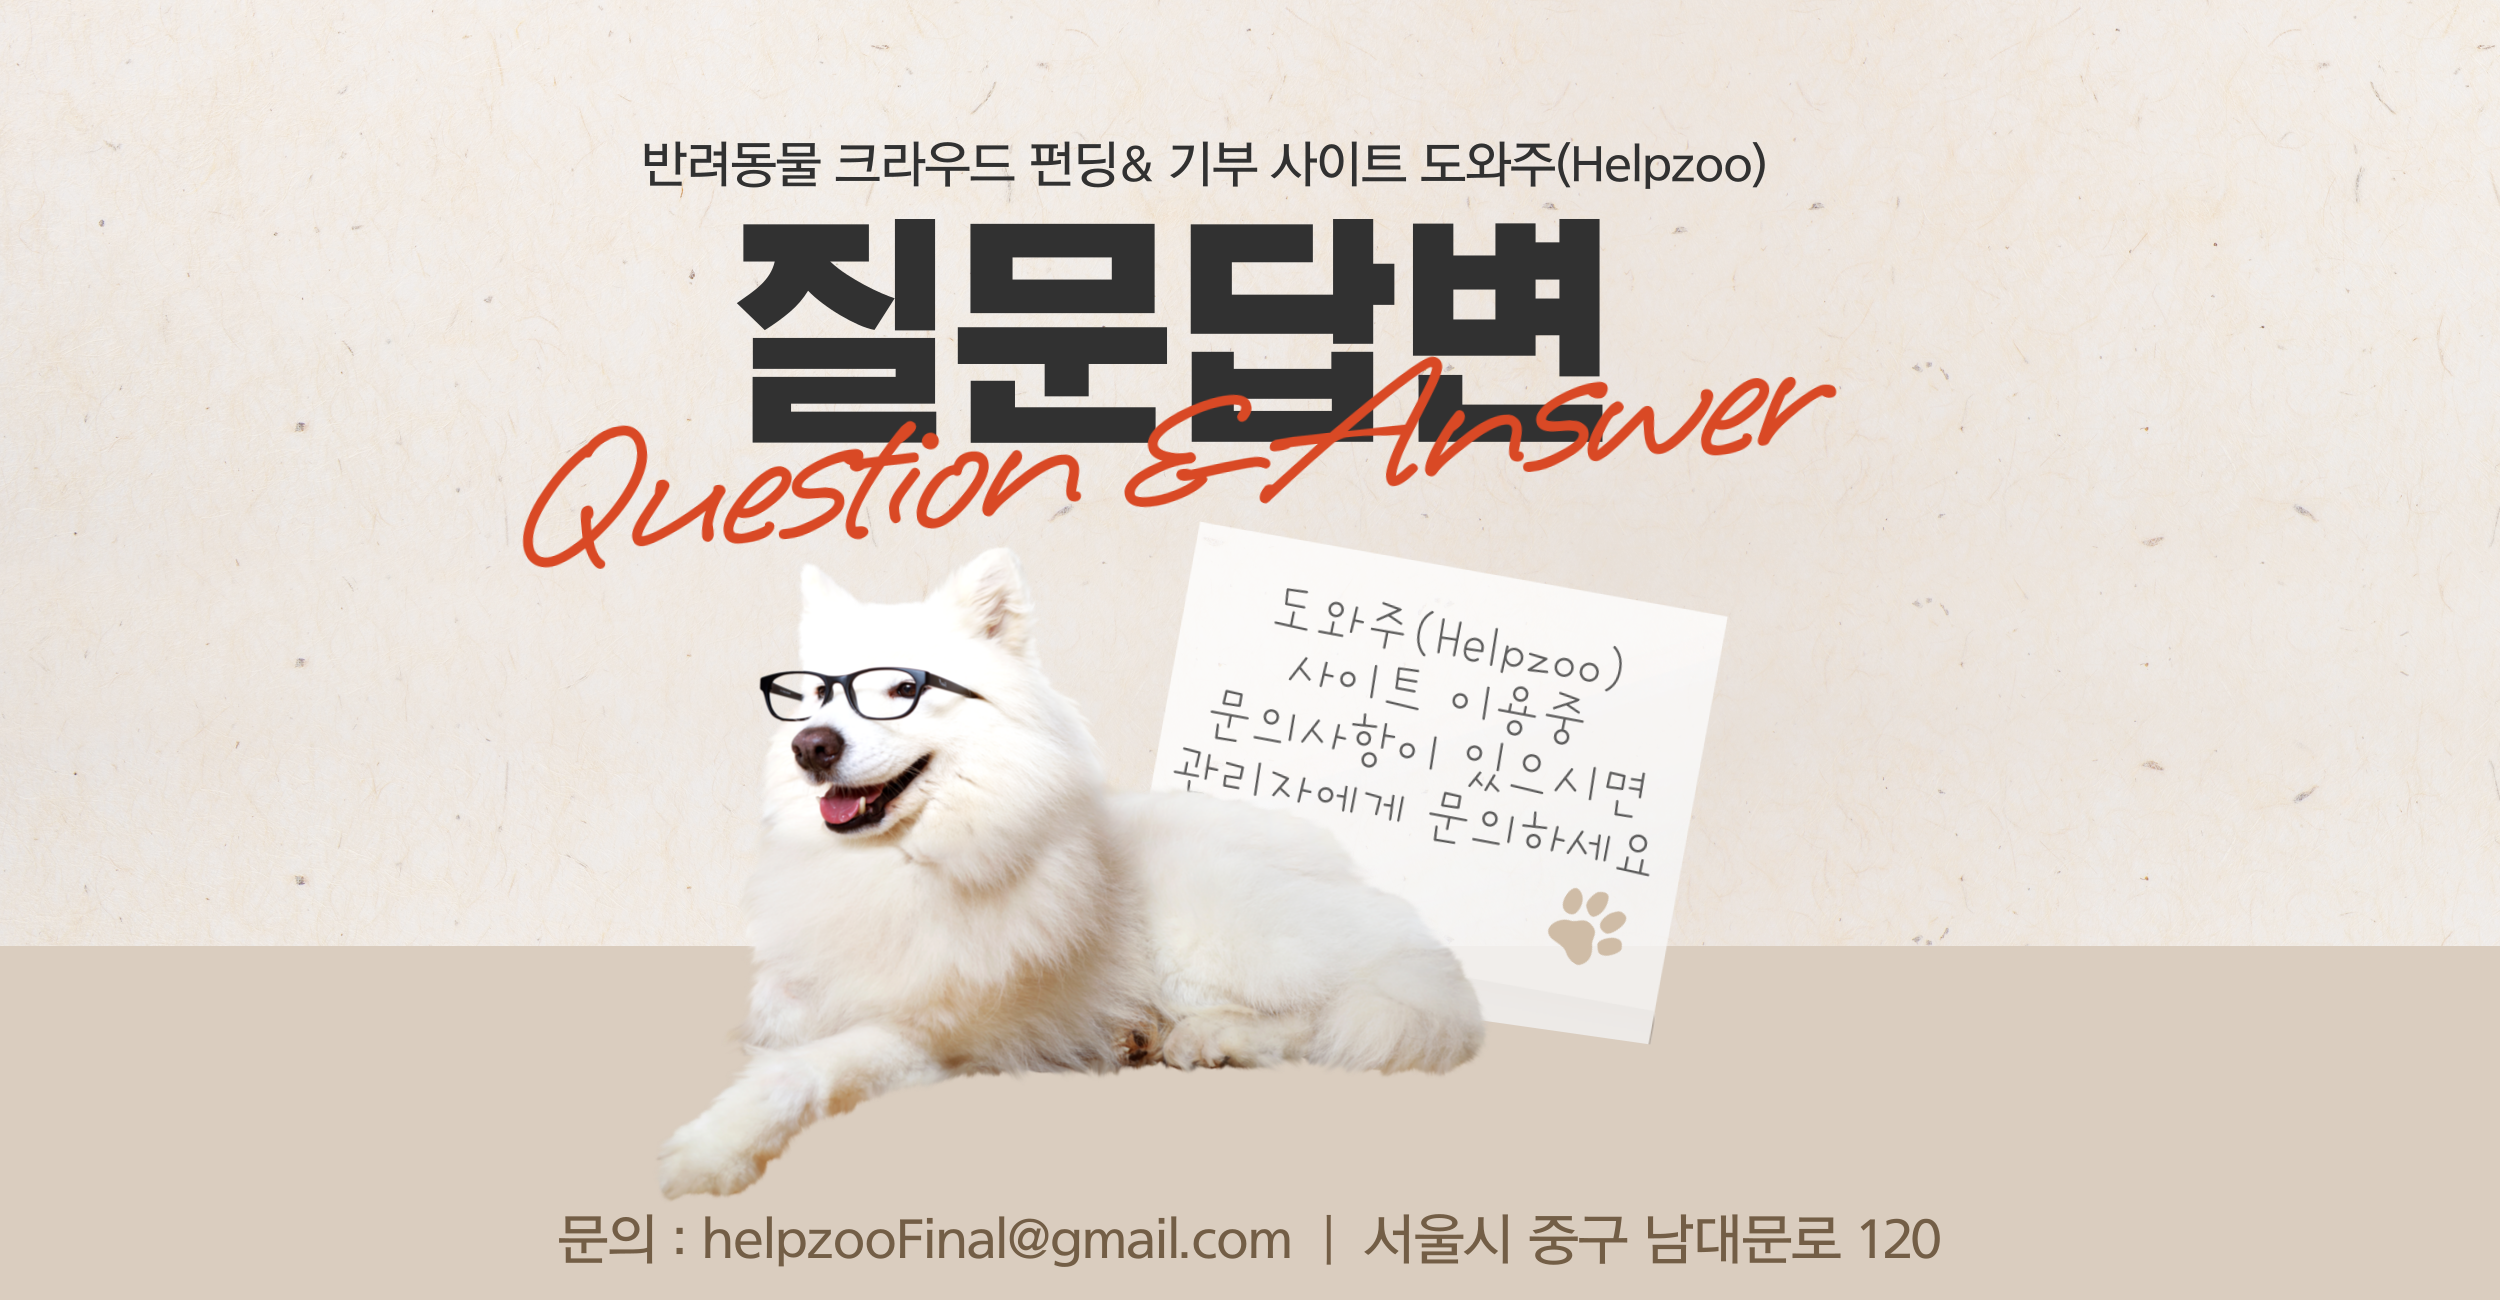 반려동물 크라우드 펀딩& 기부 사이트 도와주(Helpzoo)
질문답변
Question & Answer
도와주(Helpzoo)
사이트 이용중
문의사항이 있으시면
관리자에게 문의하세요
문의 : helpzooFinal@gmail.com | 서울시 중구 남대문로 120